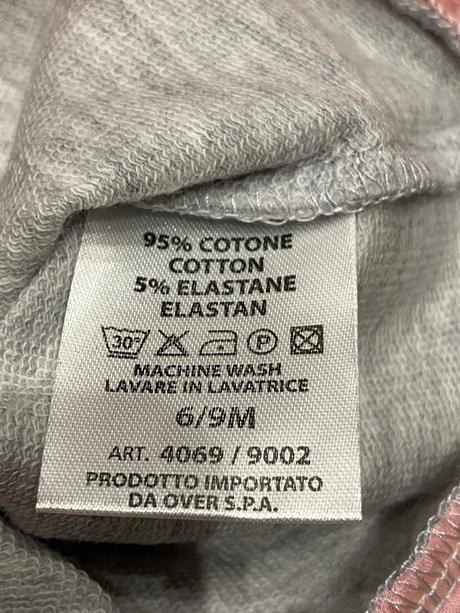 95% COTONE
COTTON
5% ELASTANE
ELASTAN
30° P
MACHINE WASH
LAVARE IN LAVATRICE
6/9M
ART. 4069 / 9002
PRODOTTO IMPORTATO
DA OVER S.P.A.